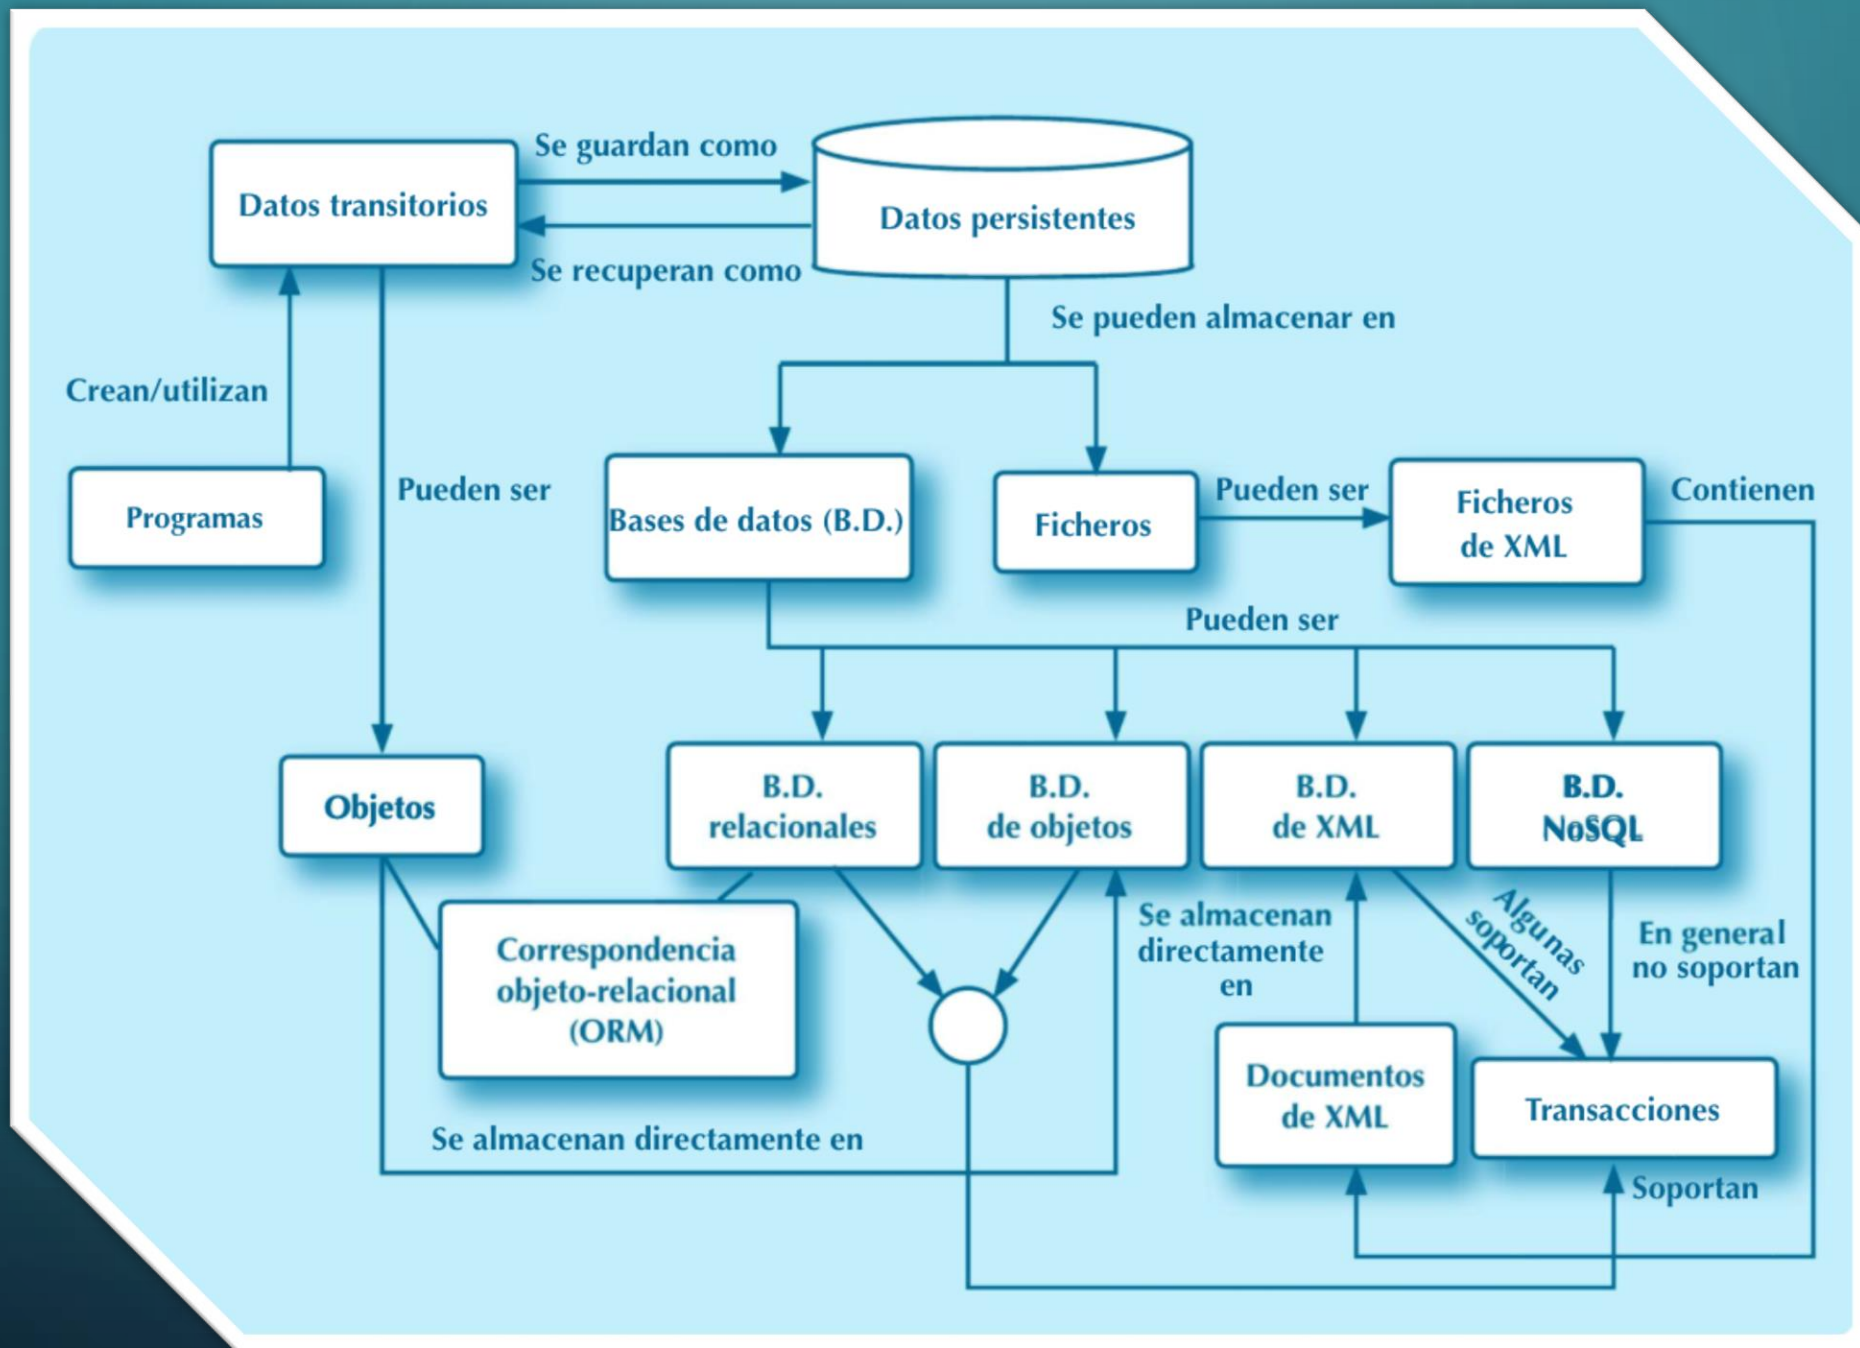 Se guardan como
Datos transitorios
Datos persistentes
Se recuperan como
Se pueden almacenar en
Crean/utilizan
Programas
Pueden ser
Bases de datos (B.D.)
Ficheros
Pueden ser
Ficheros
de XML
Contienen
Pueden ser
Objetos
B.D.
relacionales
B.D.
de objetos
B.D.
de XML
B.D.
NoSQL
Correspondencia
objeto-relacional
(ORM)
Se almacenan
directamente
en
Algunas
soportan
En general
no soportan
Documentos
de XML
Transacciones
Se almacenan directamente en
Soportan